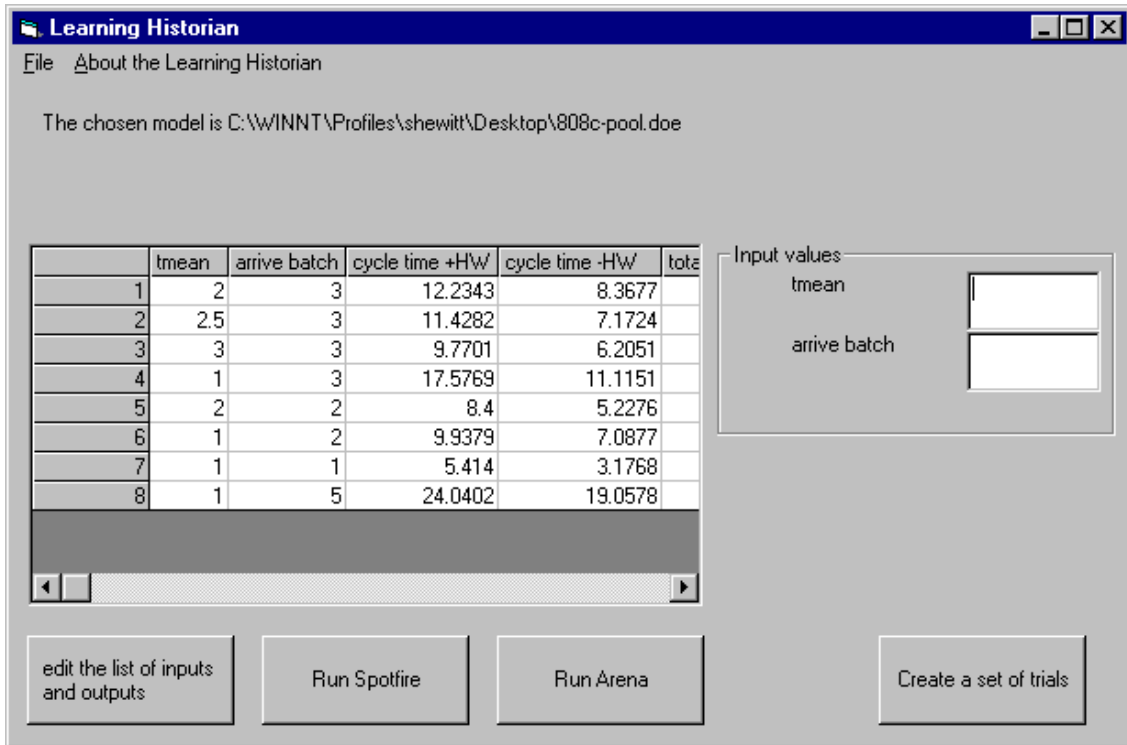 Learning Historian
File About the Learning Historian
The chosen model is C:\WINNT\Profiles\shewitt\Desktop\808c-pool.doe
tmean arrive batch cycle time +HW cycle time -HW tota
1 2 3 12.2343 8.3677
2 2.5 3 11.4282 7.1724
3 3 3 9.7701 6.2051
4 1 3 17.5769 11.1151
5 2 2 8.4 5.2276
6 1 2 9.9379 7.0877
7 1 1 5.414 3.1768
8 1 5 24.0402 19.0578
Input values
tmean
arrive batch
edit the list of inputs
and outputs
Run Spotfire
Run Arena
Create a set of trials